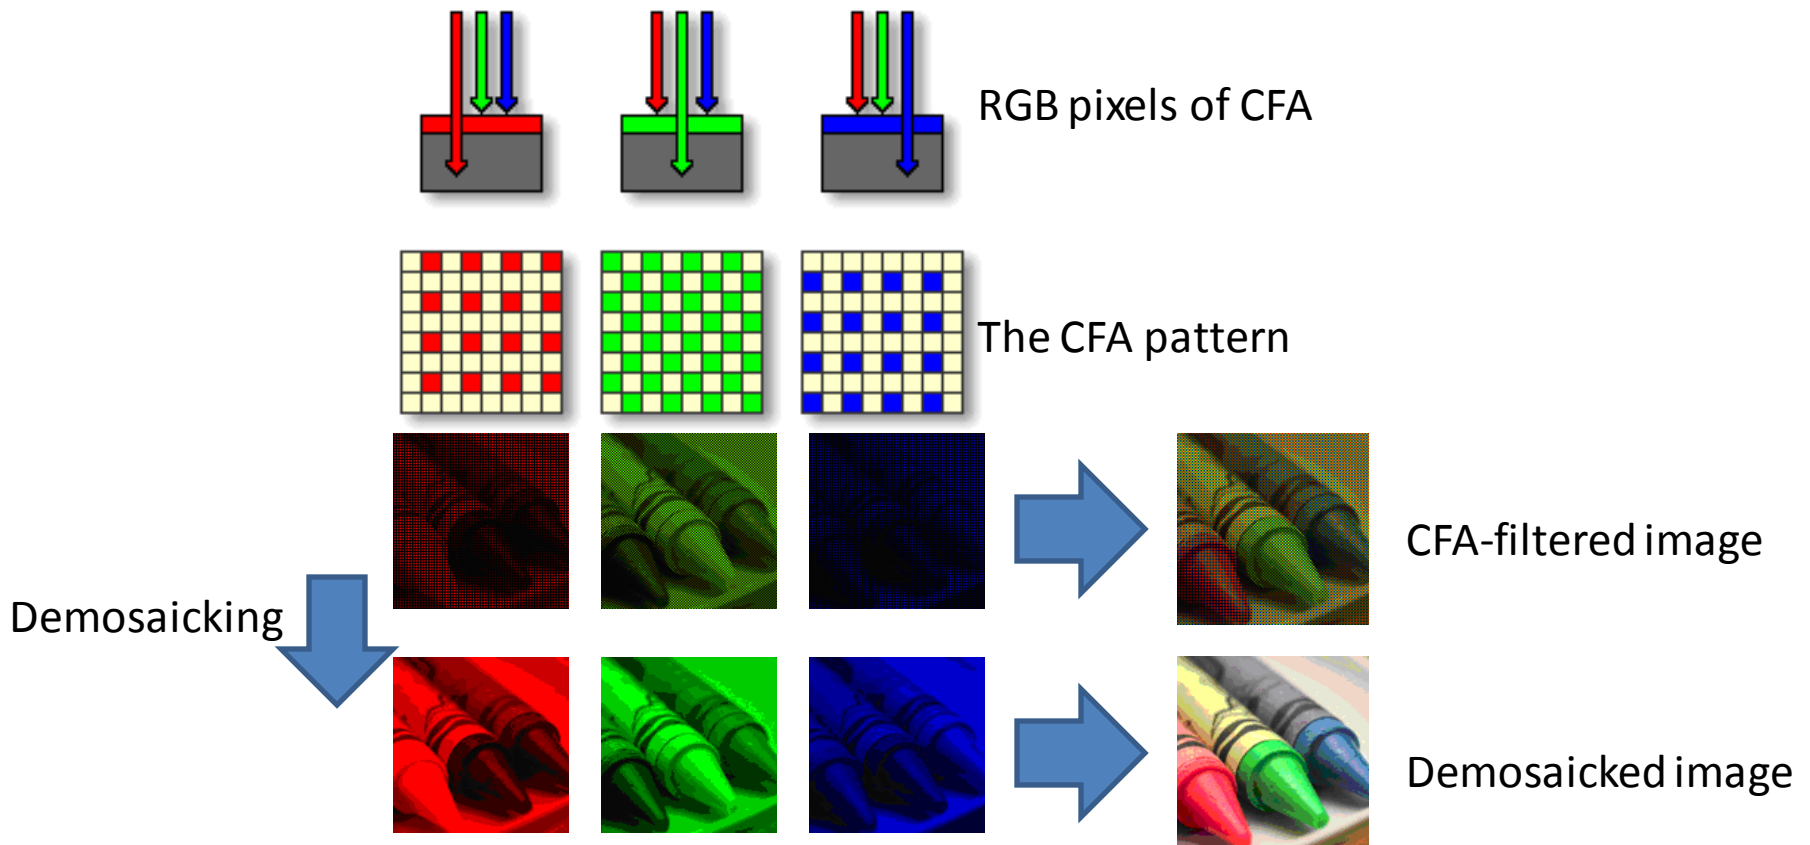 RGB pixels of CFA
The CFA pattern
CFA-filtered image
Demosaicking
Demosaicked image